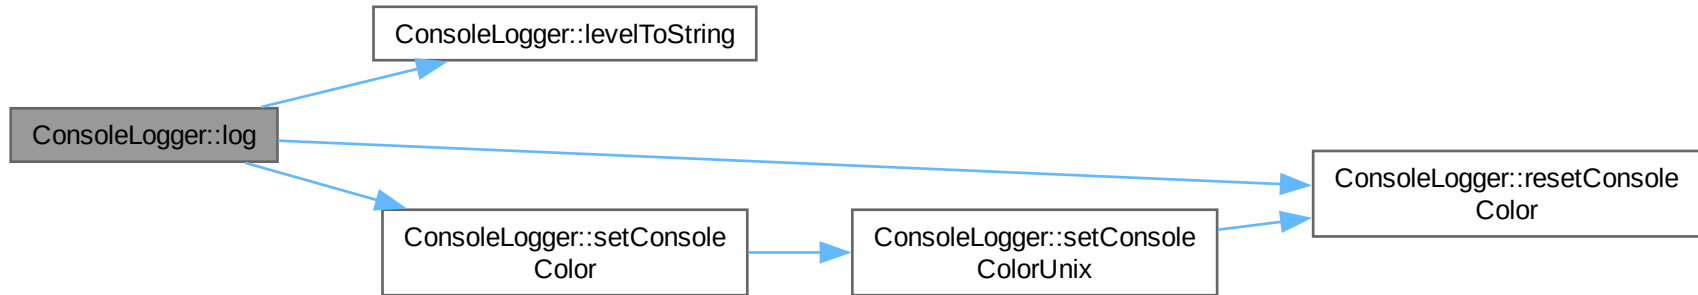 ConsoleLogger::levelToString
ConsoleLogger::log
ConsoleLogger::resetConsole
Color
ConsoleLogger::setConsole
Color
ConsoleLogger::setConsole
ColorUnix